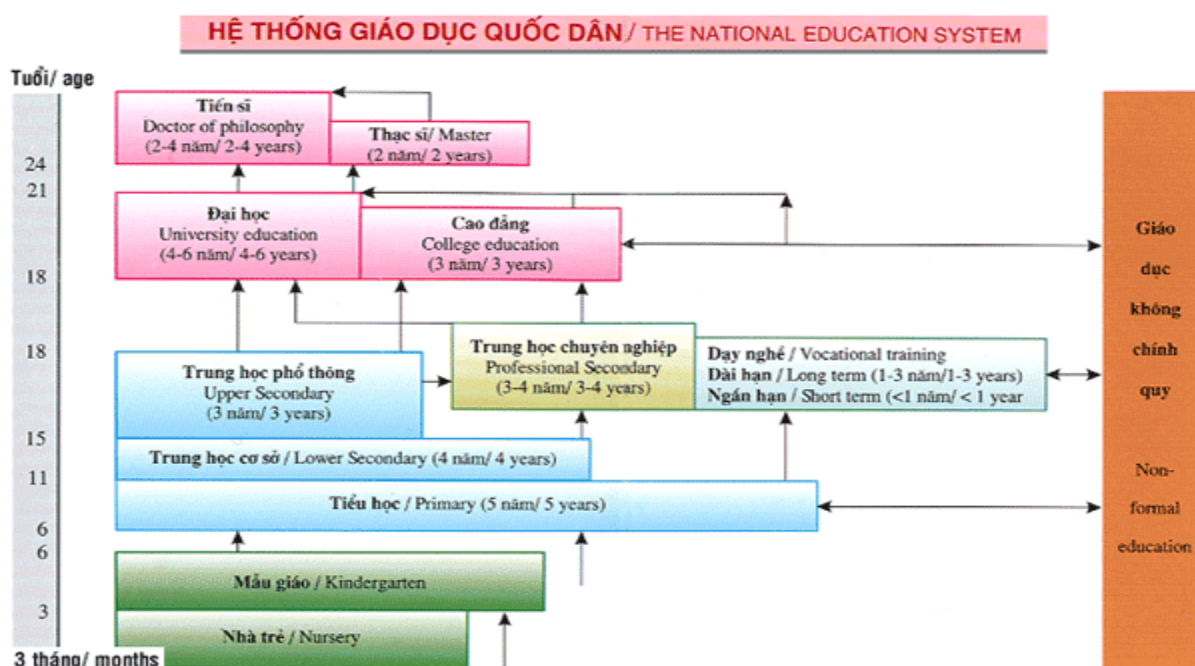 HỆ THỐNG GIÁO DỤC QUỐC DÂN/ THE NATIONAL EDUCATION SYSTEM
Tuổi/ age
Tiến sĩ
Doctor of philosophy
(2-4 năm/ 2-4 years)
Thạc sĩ/ Master
(2 năm/ 2 years)
24
21
Đại học
University education
(4-6 năm/ 4-6 years)
Cao đẳng
College education
(3 năm/ 3 years)
18
18
Trung học phổ thông
Upper Secondary
(3 năm/ 3 years)
Trung học chuyên nghiệp
Professional Secondary
(3-4 năm/ 3-4 years)
Dạy nghề / Vocational training
Dài hạn / Long term (1-3 năm/1-3 years)
Ngắn hạn / Short term (<1 năm/ < 1 year
15
Trung học cơ sở / Lower Secondary (4 năm/ 4 years)
11
Tiểu học / Primary (5 năm/ 5 years)
6
6
Mẫu giáo / Kindergarten
3
Nhà trẻ / Nursery
3 tháng/ months
Giáo
dục
không
chính
quy
Non-
formal
education